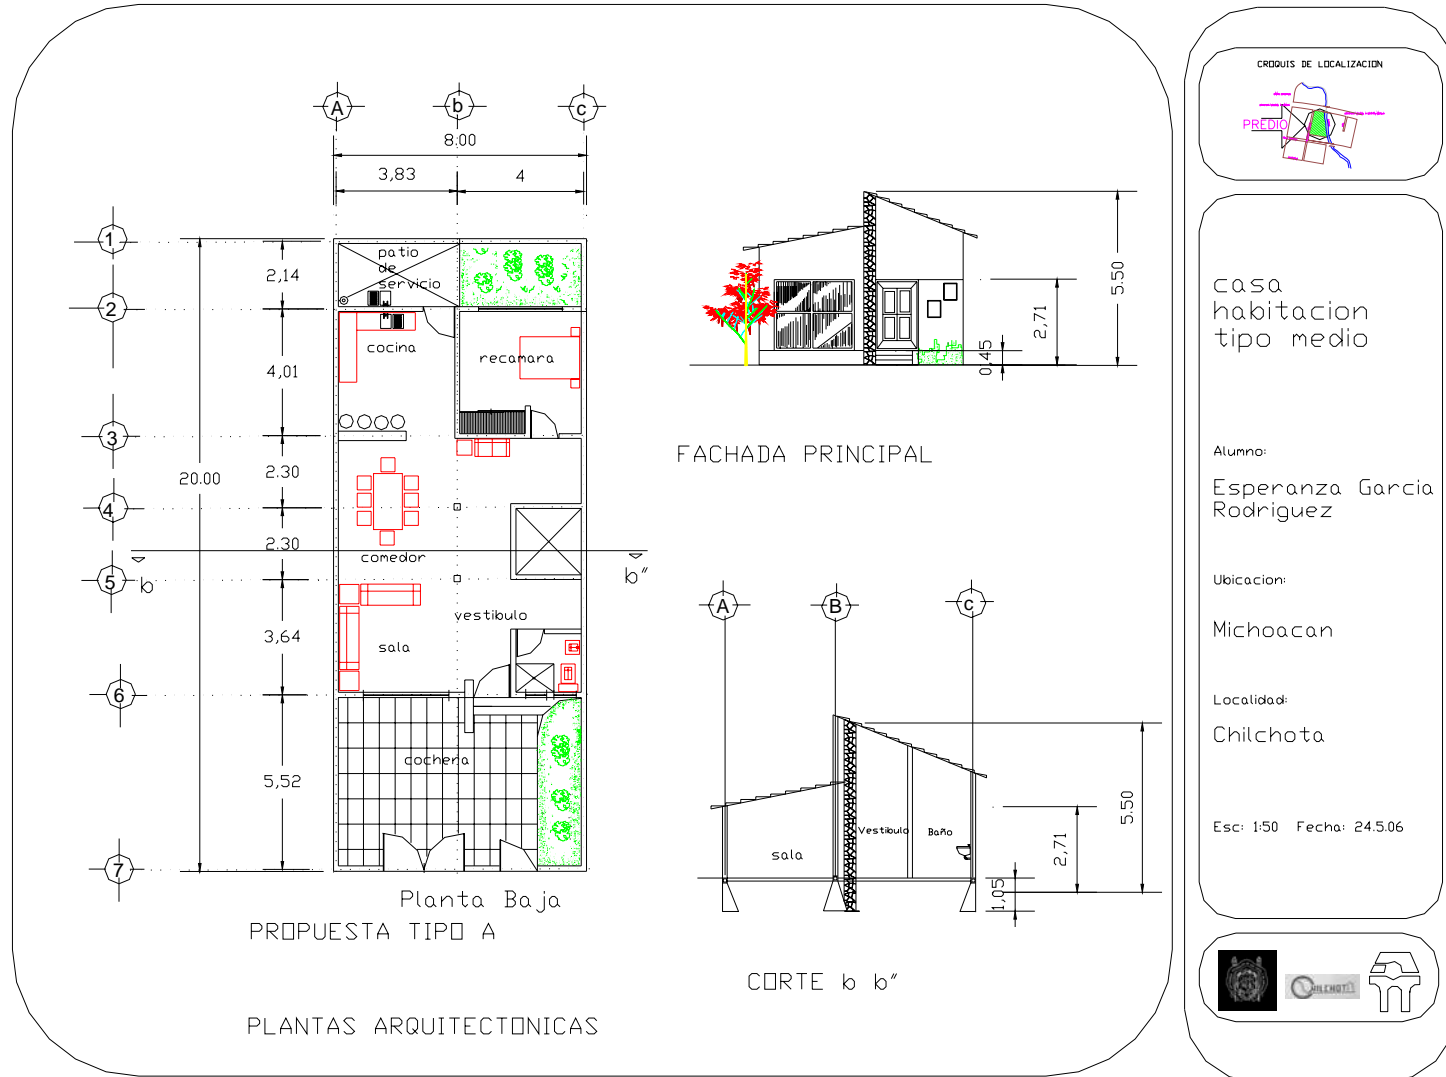 A
b
c
8.00
3,83
4
1
2
3
4
5
6
7
2,14
4,01
2.30
2.30
3,64
5,52
20.00
patio
de
servicio
cocina
recamara
comedor
b
b"
vestibulo
sala
cochera
Planta Baja
PROPUESTA TIPO A
PLANTAS ARQUITECTONICAS
5.50
2,71
0,45
FACHADA PRINCIPAL
A
B
c
sala
Vestibulo
Baño
5.50
2,71
1,05
CORTE b b"
CROQUIS DE LOCALIZACION
PREDIO
casa
habitacion
tipo medio
Alumno:
Esperanza Garcia
Rodriguez
Ubicacion:
Michoacan
Localidad:
Chilchota
Esc: 1:50 Fecha: 24.5.06
CHILCHOTA